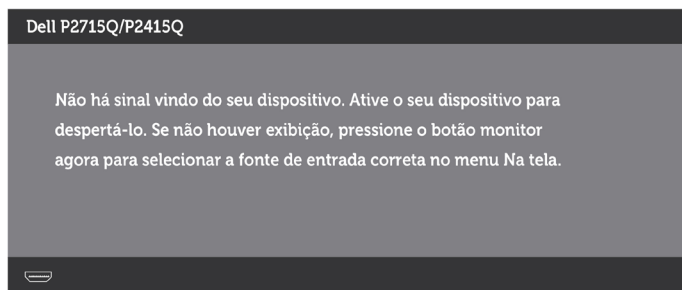 Dell P2715Q/P2415Q
Não há sinal vindo do seu dispositivo. Ative o seu dispositivo para
despertá-lo. Se não houver exibição, pressione o botão monitor
agora para selecionar a fonte de entrada correta no menu Na tela.